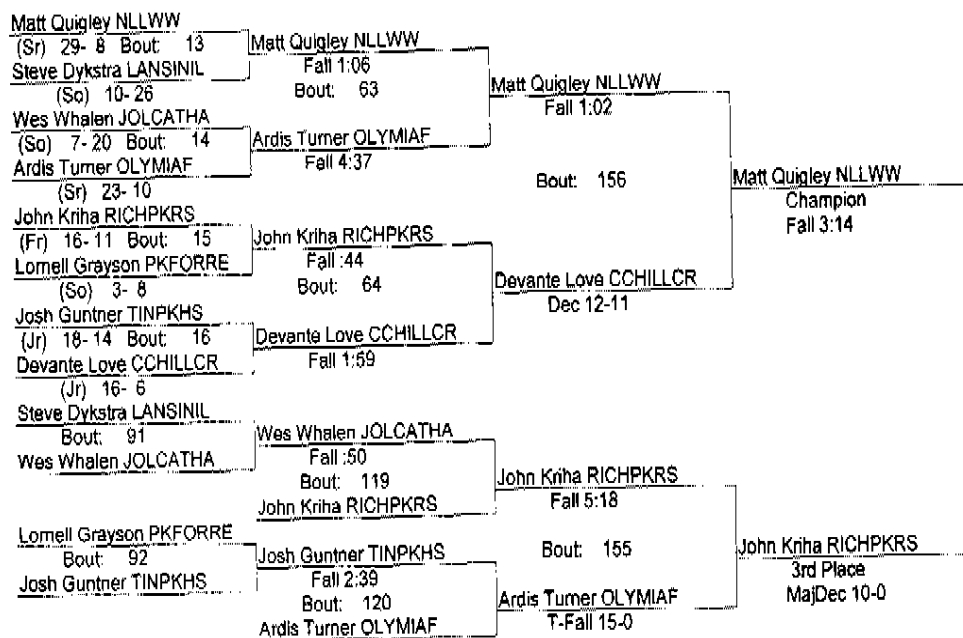 Matt Quigley NLLWW
(Sr) 29- 8 Bout: 13
Steve Dykstra LANSINIL
(So) 10- 26
Wes Whalen JOLCATHA
(So) 7- 20 Bout: 14
Ardis Turner OLYMIAF
(Sr) 23- 10
John Kriha RICHPKRS
(Fr) 16- 11 Bout: 15
Lornell Grayson PKFORRE
(So) 3- 8
Josh Guntner TINPKHS
(Jr) 18- 14 Bout: 16
Devante Love CCHILLCR
(Jr) 16- 6
Matt Quigley NLLWW
Fall 1:06
Bout: 63
Ardis Turner OLYMIAF
Fall 4:37
John Kriha RICHPKRS
Fall :44
Bout: 64
Devante Love CCHILLCR
Fall 1:59
Matt Quigley NLLWW
Fall 1:02
Bout: 156
Devante Love CCHILLCR
Dec 12-11
Matt Quigley NLLWW
Champion
Fall 3:14
Steve Dykstra LANSINIL
Bout: 91
Wes Whalen JOLCATHA
Lornell Grayson PKFORRE
Bout: 92
Josh Guntner TINPKHS
Wes Whalen JOLCATHA
Fall :50
Bout: 119
John Kriha RICHPKRS
Josh Guntner TINPKHS
Fall 2:39
Bout: 120
Ardis Turner OLYMIAF
John Kriha RICHPKRS
Fall 5:18
Bout: 155
Ardis Turner OLYMIAF
T-Fall 15-0
John Kriha RICHPKRS
3rd Place
MajDec 10-0